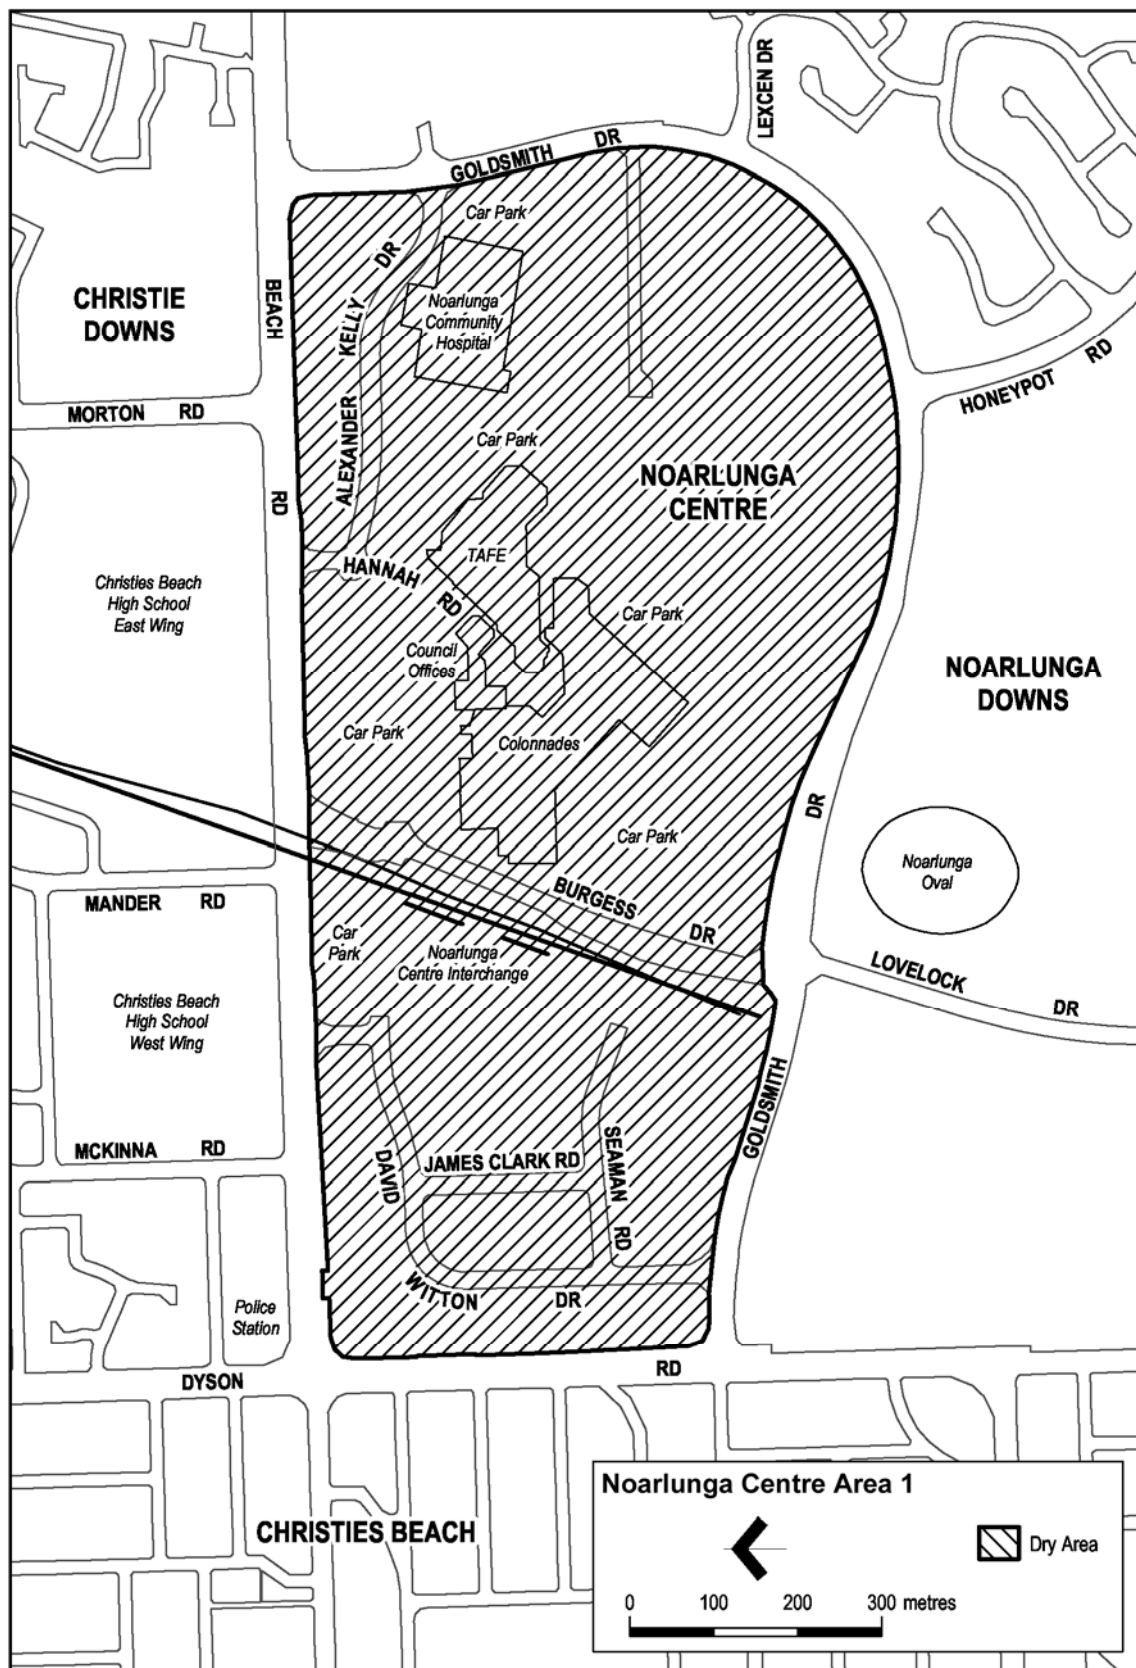 LEXCEN DR
GOLDSMITH DR
Car Park
CHRISTIE
DOWNS
BEACH
RD
ALEXANDER KELLY DR
Noarlunga
Community
Hospital
HONEYPOT RD
MORTON RD
Car Park
NOARLUNGA
CENTRE
HANNAH RD
TAFE
Christies Beach
High School
East Wing
Car Park
Council
Offices
NOARLUNGA
DOWNS
Car Park
Colonnades
DR
Car Park
Noarlunga
Oval
MANDER RD
BURGESS DR
Car
Park
Noarlunga
Centre Interchange
LOVELOCK DR
Christies Beach
High School
West Wing
GOLDSMITH
MCKINNA RD
DAVID
JAMES CLARK RD
SEAMAN RD
WITTON DR
Police
Station
DYSON RD
CHRISTIES BEACH
Noarlunga Centre Area 1
Dry Area
0 100 200 300 metres